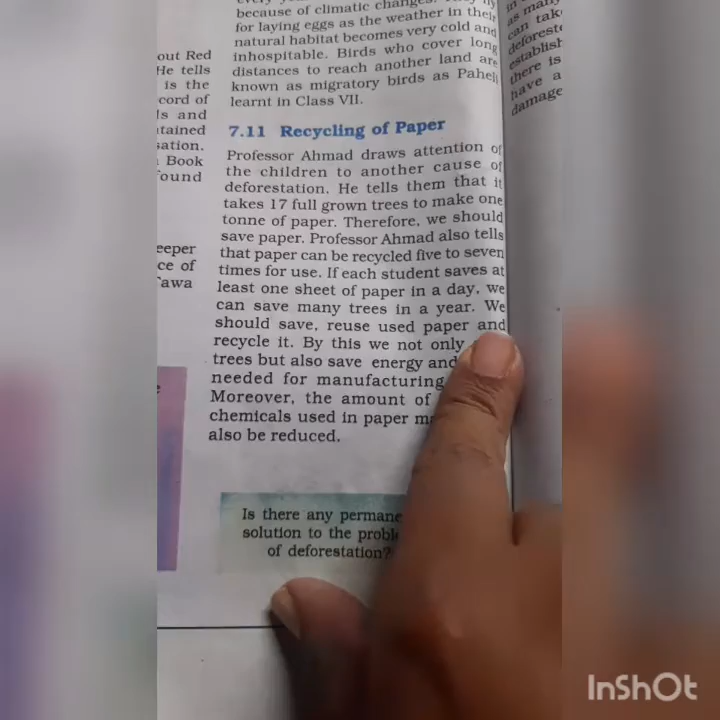 because of climatic changes.
for laying eggs as the weather in their
natural habitat becomes very cold and
inhospitable. Birds who cover long
distances to reach another land are
known as migratory birds as Paheli
learnt in Class VII.
7.11 Recycling of Paper
Professor Ahmad draws attention of
the children to another cause of
deforestation. He tells them that it
takes 17 full grown trees to make one
tonne of paper. Therefore, we should
save paper. Professor Ahmad also tells
that paper can be recycled five to seven
times for use. If each student saves at
least one sheet of paper in a day, we
can save many trees in a year. We
should save, reuse used paper and
recycle it. By this we not only
trees but also save energy and
needed for manufacturing
Moreover, the amount of
chemicals used in paper
also be reduced.
Is there any
solution to the
of deforestation?
out Red
He tells
is the
cord of
ls and
tained
sation.
Book
found
eeper
ce of
Tawa
as many
can tak
deforest
establish
there is
have a
damage
InShOt